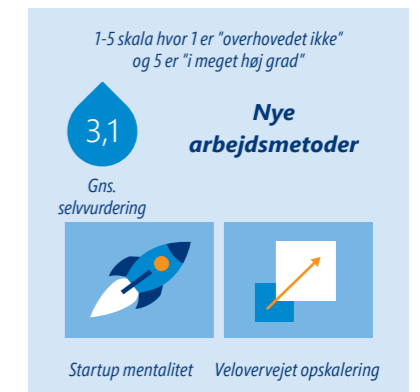 1-5 skala hvor 1 er "overhovedet ikke"
og 5 er "i meget høj grad"
3,1
Nye
arbejdsmetoder
Gns.
selvvurdering
Startup mentalitet
Velovervejet opskalering